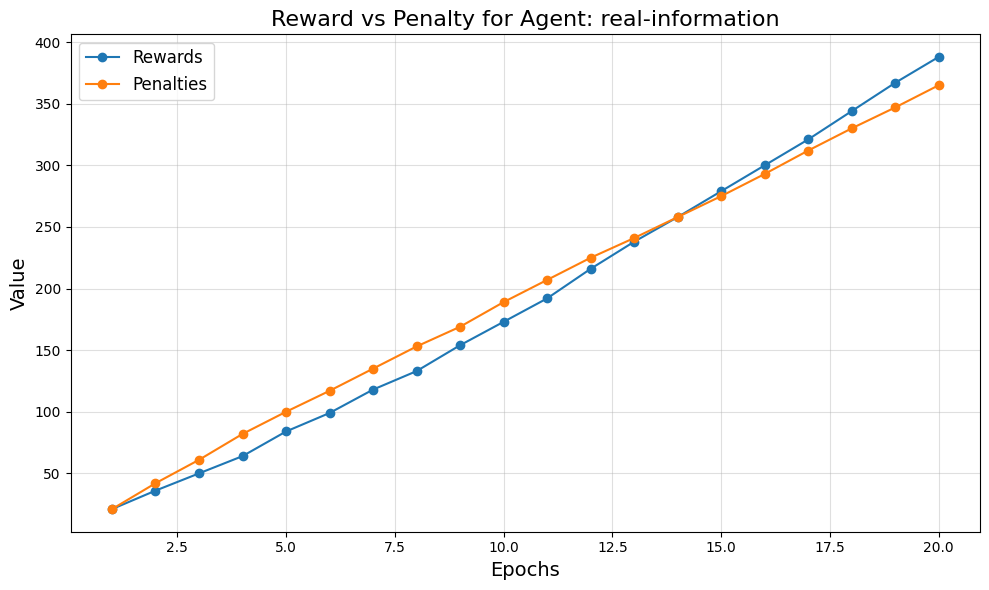 Reward vs Penalty for Agent: real-information
Rewards
Penalties
400
350
300
250
200
150
100
50
Value
2.5 5.0 7.5 10.0 12.5 15.0 17.5 20.0
Epochs